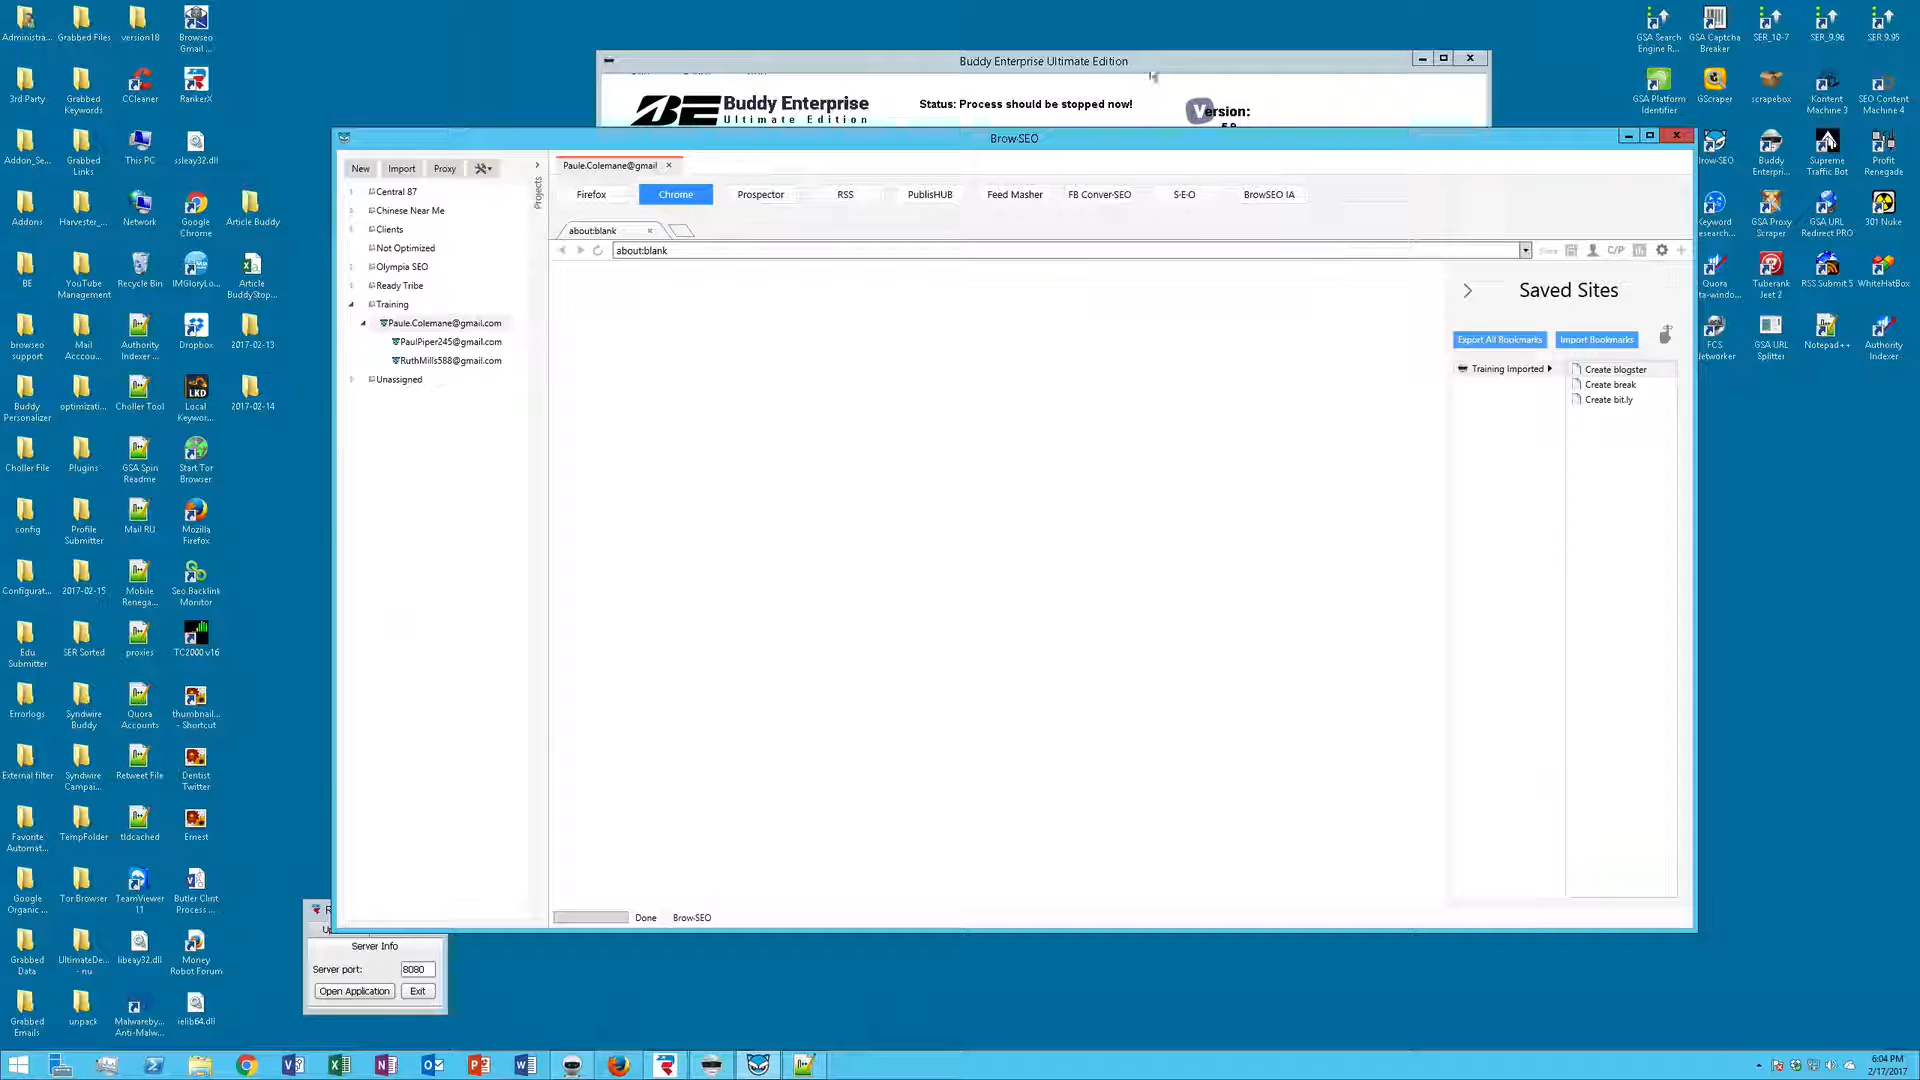 Administra...
Grabbed Files
version18
Browseo Gmail ...
3rd Party
Grabbed Keywords
CCleaner
RankerX
Addon_Se...
Grabbed Links
This PC
ssleay32.dll
Addons
Harvester_...
Network
Google Chrome
Article Buddy
BE
YouTube Management
Recycle Bin
IMGloryLo...
Article BuddyStop...
browseo support
Mail Accou...
Authority Indexer ...
Dropbox
2017-02-13
Buddy Personalizer
optimizati...
Choller Tool
Local Keywor...
2017-02-14
Choller File
Plugins
GSA Spin Readme
Start Tor Browser
config
Profile Submitter
Mail RU
Mozilla Firefox
Configurat...
2017-02-15
Mobile Renega...
Seo Backlink Monitor
Edu Submitter
SER Sorted
proxies
TC2000 v16
Errorlogs
Syndwire Buddy
Quora Accounts
thumbnail... - Shortcut
External filter
Syndwire Campai...
Retweet File
Dentist Twitter
Favorite Automat...
TempFolder
tldcached
Ernest
Google Organic ...
Tor Browser
TeamViewer 11
Butler Clint Process ...
Grabbed Data
UltimateDe... - nu
libeay32.dll
Money Robot Forum
Grabbed Emails
unpack
Malwareby... Anti-Malw...
ielib64.dll
Buddy Enterprise Ultimate Edition
BE Buddy Enterprise
Ultimate Edition
Status: Process should be stopped now!
Version:
BrowSEO
New
Import
Proxy
Projects
Central 87
Chinese Near Me
Clients
Not Optimized
Olympia SEO
Ready Tribe
Training
Paule.Colemane@gmail.com
PaulPiper245@gmail.com
RuthMills588@gmail.com
Unassigned
Paule.Colemane@gmail
Firefox
Chrome
Prospector
RSS
PublisHUB
Feed Masher
FB Conver-SEO
S-E-O
BrowSEO IA
about:blank
about:blank
C/P
Saved Sites
Export All Bookmarks
Import Bookmarks
Training Imported
Create blogster
Create break
Create bit.ly
Done
Brow-SEO
R
Up
Server Info
Server port:
8080
Open Application
Exit
GSA Search Engine R...
GSA Captcha Breaker
SER_10-7
SER_9.96
SER 9.95
GSA Platform Identifier
GScraper
scrapebox
Kontent Machine 3
SEO Content Machine 4
Brow-SEO
Buddy Enterpri...
Supreme Traffic Bot
Profit Renegade
Keyword
esearc...
GSA Proxy Scraper
GSA URL Redirect PRO
301 Nuke
Quora
ta-windo...
Tuberank Jeet 2
RSS Submit 5
WhiteHatBox
FCS
Networker
GSA URL Splitter
Notepad++
Authority Indexer
6:04 PM
2/17/2017